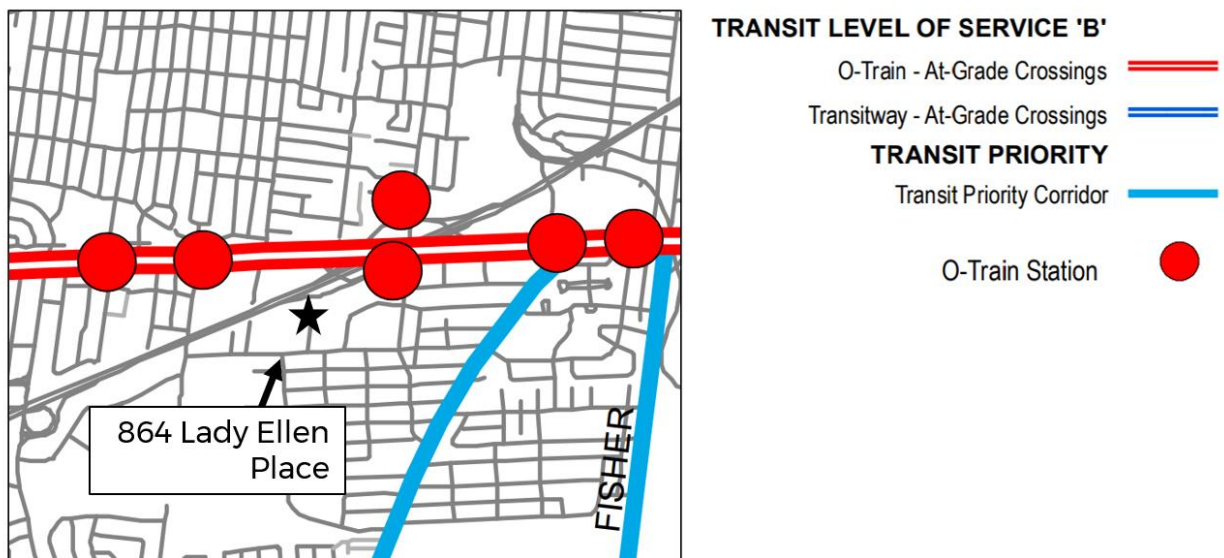 TRANSIT LEVEL OF SERVICE 'B'
O-Train - At-Grade Crossings
Transitway - At-Grade Crossings
TRANSIT PRIORITY
Transit Priority Corridor
O-Train Station
864 Lady Ellen
Place
FISHER